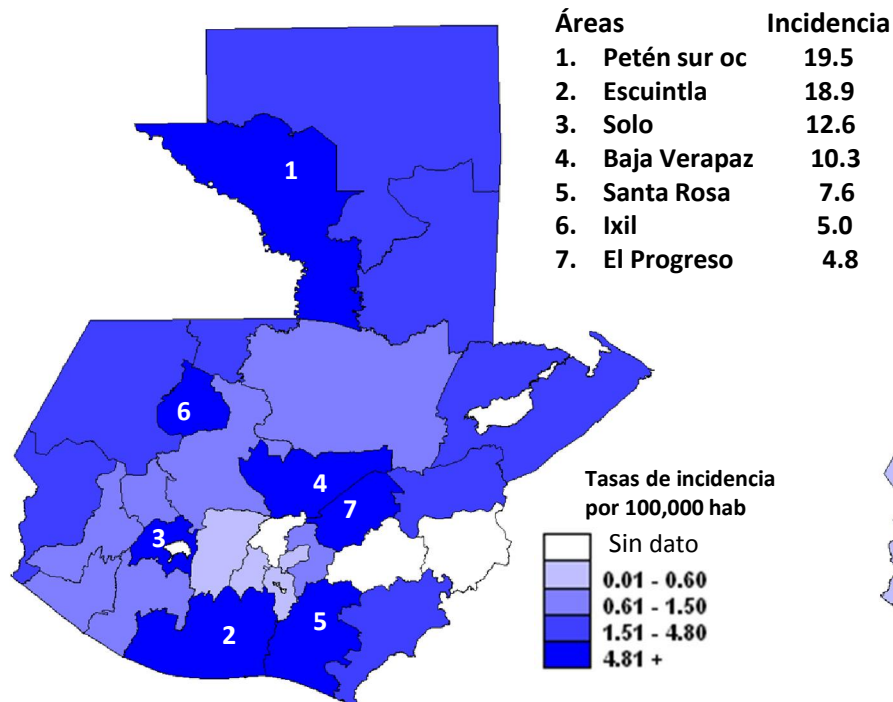 Áreas Incidencia
1. Petén sur oc 19.5
2. Escuintla 18.9
3. Solo 12.6
4. Baja Verapaz 10.3
5. Santa Rosa 7.6
6. Ixil 5.0
7. El Progreso 4.8
1
6
4
7
3
2
5
Tasas de incidencia
por 100,000 hab
Sin dato
0.01 - 0.60
0.61 - 1.50
1.51 - 4.80
4.81 +